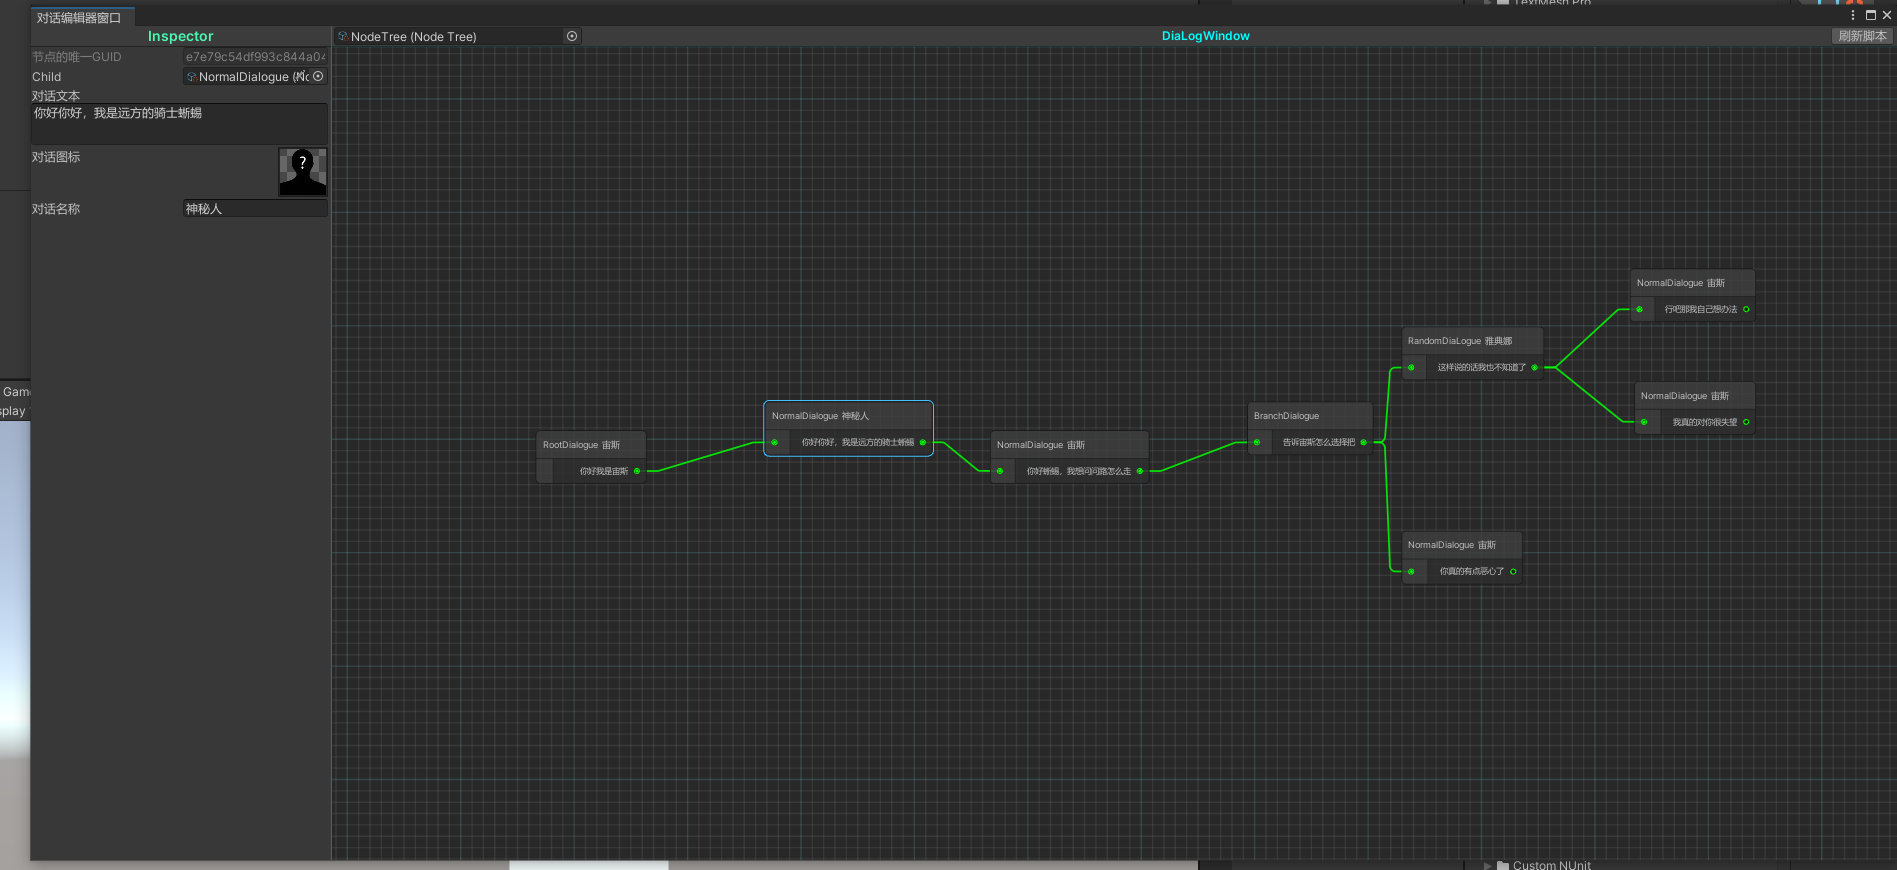 TextMesh Pro
对话编辑器窗口
Inspector
NodeTree (Node Tree)
DiaLogWindow
刷新脚本
节点的唯一GUID
e7e79c54df993c844a04
Child
NormalDialogue (Nc
对话文本
你好你好，我是远方的骑士蜥蜴
对话图标
?
对话名称
神秘人
Game
splay
RootDialogue 宙斯
你好我是宙斯
NormalDialogue 神秘人
你好你好，我是远方的骑士蜥蜴
NormalDialogue 宙斯
你好蜥蜴，我想问问路怎么走
BranchDialogue
告诉宙斯怎么选择把
RandomDiaLogue 雅典娜
这样说的话我也不知道了
NormalDialogue 宙斯
行吧那我自己想办法
NormalDialogue 宙斯
我真的对你很失望
NormalDialogue 宙斯
你真的有点恶心了
Custom NUnit